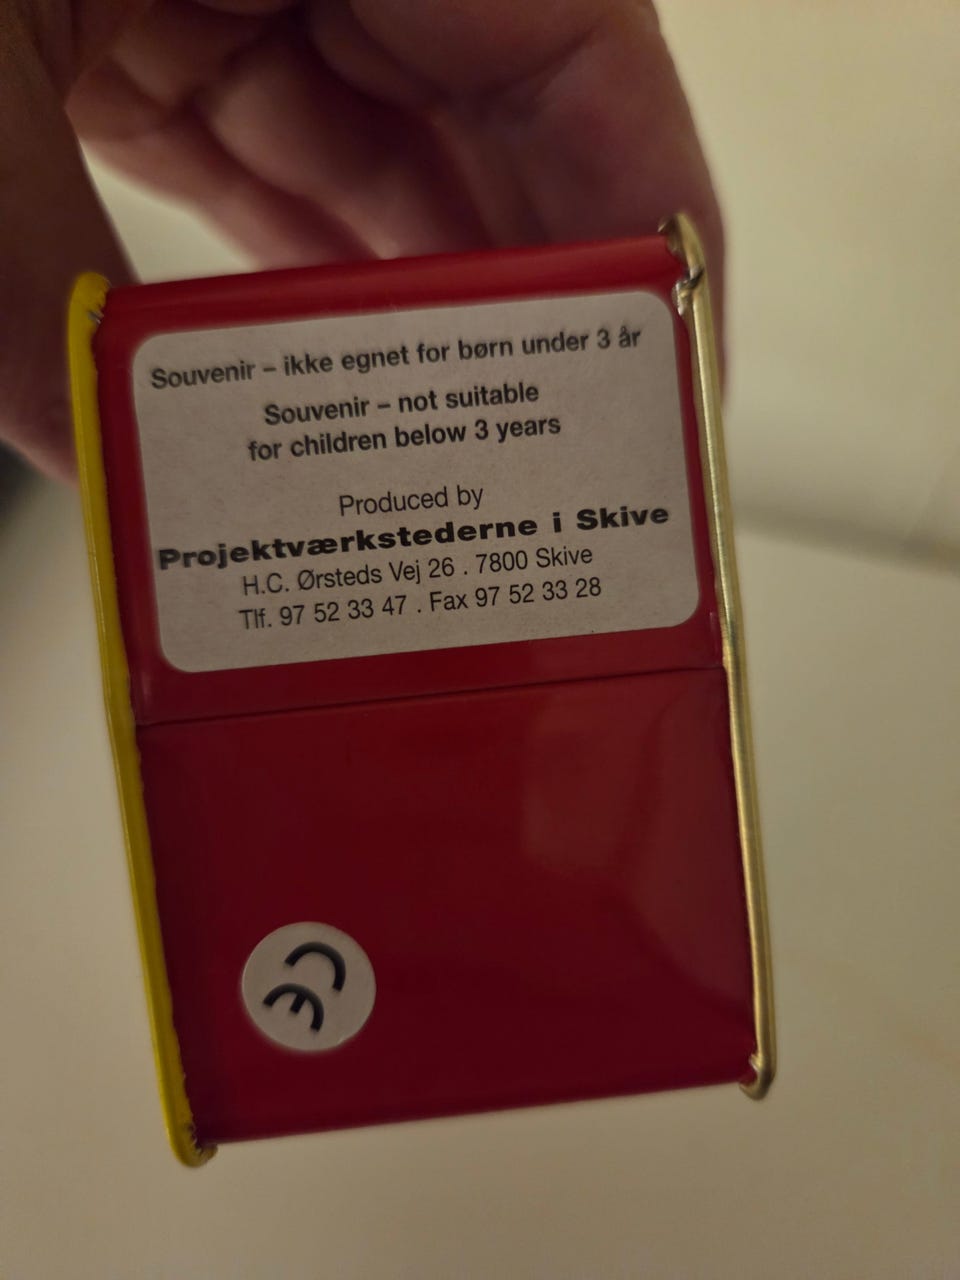 Souvenir – ikke egnet for børn under 3 år
Souvenir – not suitable
for children below 3 years
Produced by
Projektværkstederne i Skive
H.C. Ørsteds Vej 26 . 7800 Skive
Tlf. 97 52 33 47 . Fax 97 52 33 28
CE